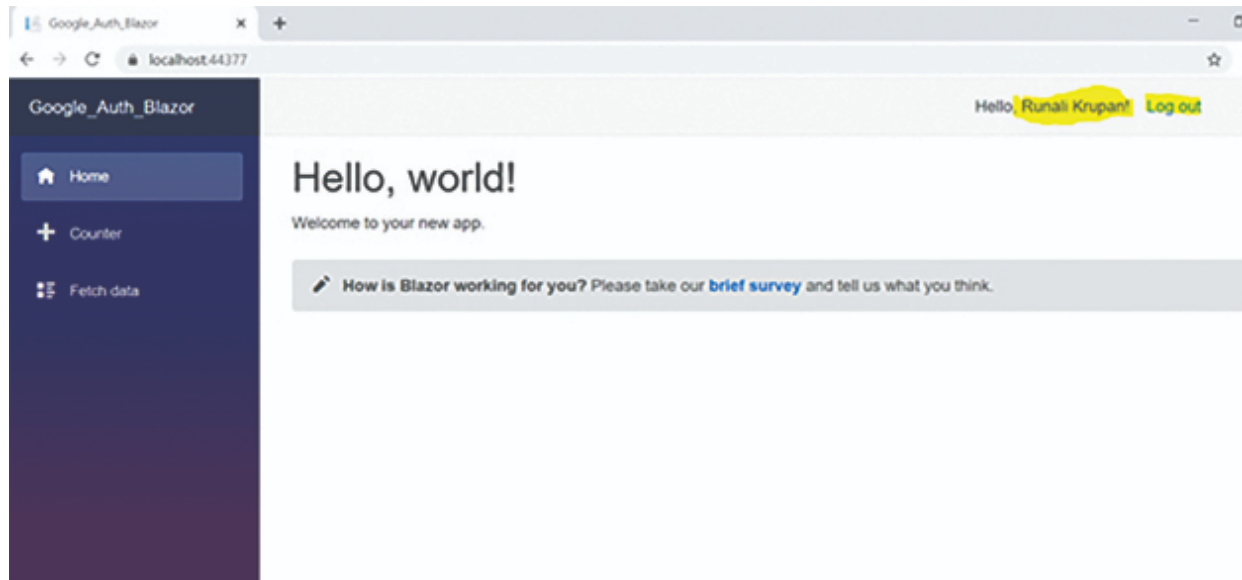 Google_Auth_Blazor
localhost:44377
Google_Auth_Blazor
Hello, Runali Krupan! Log out
Home
Hello, world!
Welcome to your new app.
Counter
How is Blazor working for you? Please take our brief survey and tell us what you think.
Fetch data